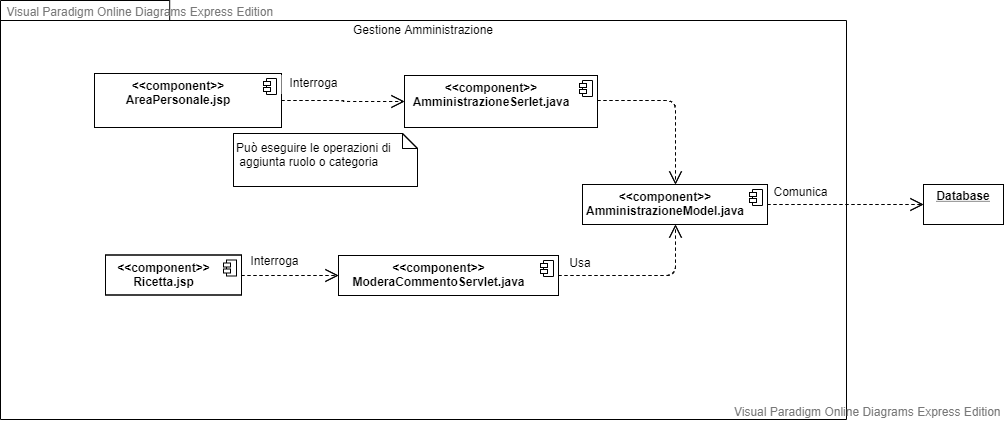 Visual Paradigm Online Diagrams Express Edition
Gestione Amministrazione
<<component>>
AreaPersonale.jsp
Interroga
<<component>>
AmministrazioneSerlet.java
Può eseguire le operazioni di
aggiunta ruolo o categoria
<<component>>
AmministrazioneModel.java
Comunica
Database
<<component>>
Ricetta.jsp
Interroga
<<component>>
ModeraCommentoServlet.java
Usa
Visual Paradigm Online Diagrams Express Edition